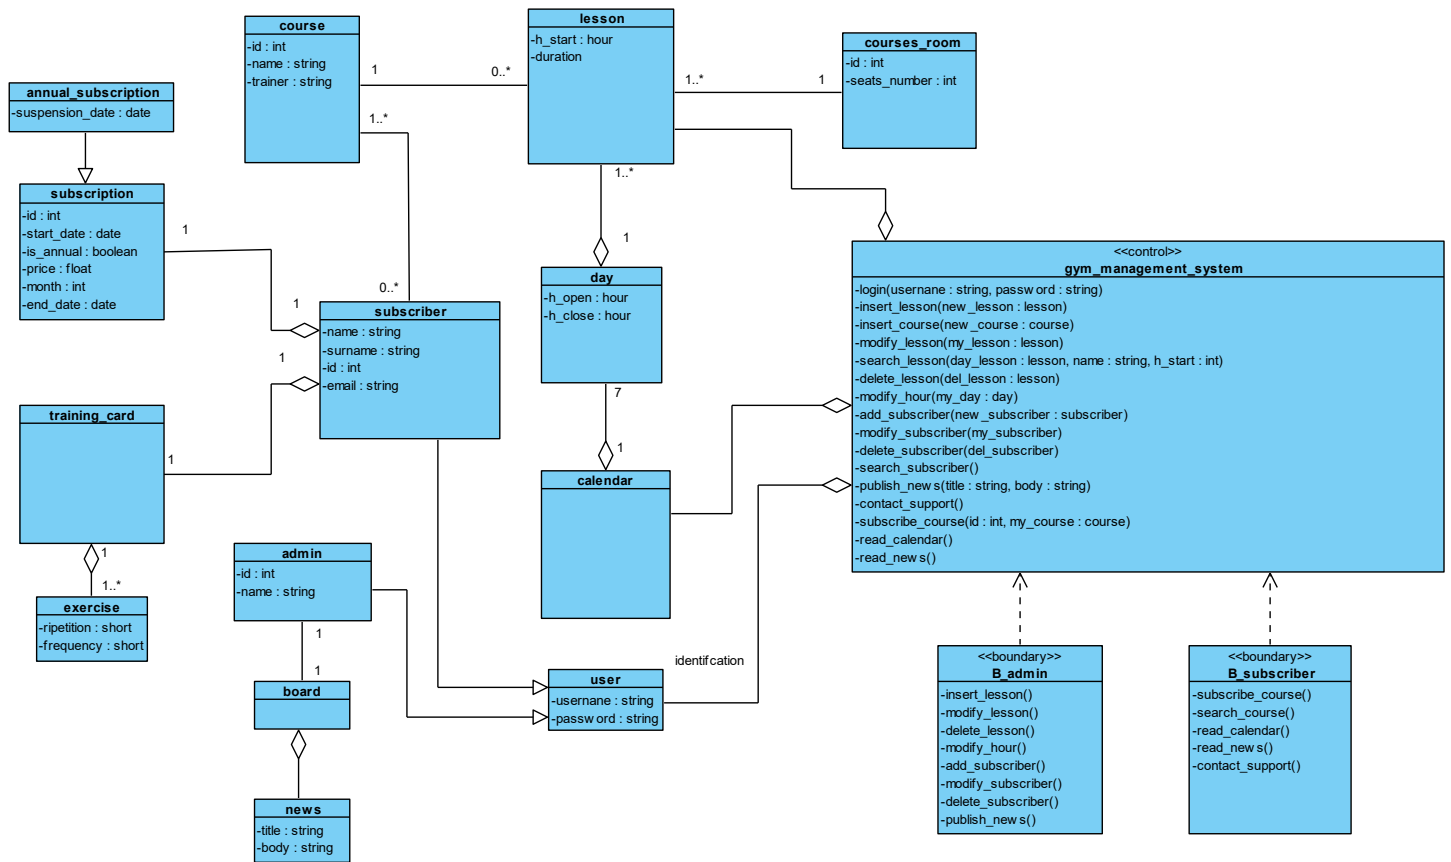 course
-id : int
-name : string
-trainer : string
lesson
-h_start : hour
-duration
courses_room
-id : int
-seats_number : int
annual_subscription
-suspension_date : date
1
0..*
1..*
1
1..*
1..*
subscription
-id : int
-start_date : date
-is_annual : boolean
-price : float
-month : int
-end_date : date
1
1
0..*
1
subscriber
-name : string
-surname : string
-id : int
-email : string
1
day
-h_open : hour
-h_close : hour
<<control>>
gym_management_system
-login(username : string, password : string)
-insert_lesson(new_lesson : lesson)
-insert_course(new_course : course)
-modify_lesson(my_lesson : lesson)
-search_lesson(day_lesson : lesson, name : string, h_start : int)
-delete_lesson(del_lesson : lesson)
-modify_hour(my_day : day)
-add_subscriber(new_subscriber : subscriber)
-modify_subscriber(my_subscriber)
-delete_subscriber(del_subscriber)
-search_subscriber()
-publish_news(title : string, body : string)
-contact_support()
-subscribe_course(id : int, my_course : course)
-read_calendar()
-read_news()
training_card
1
7
1
calendar
1
1..*
exercise
-ripetition : short
-frequency : short
admin
-id : int
-name : string
1
1
board
news
-title : string
-body : string
identifcation
user
-username : string
-password : string
<<boundary>>
B_admin
-insert_lesson()
-modify_lesson()
-delete_lesson()
-modify_hour()
-add_subscriber()
-modify_subscriber()
-delete_subscriber()
-publish_news()
<<boundary>>
B_subscriber
-subscribe_course()
-search_course()
-read_calendar()
-read_news()
-contact_support()